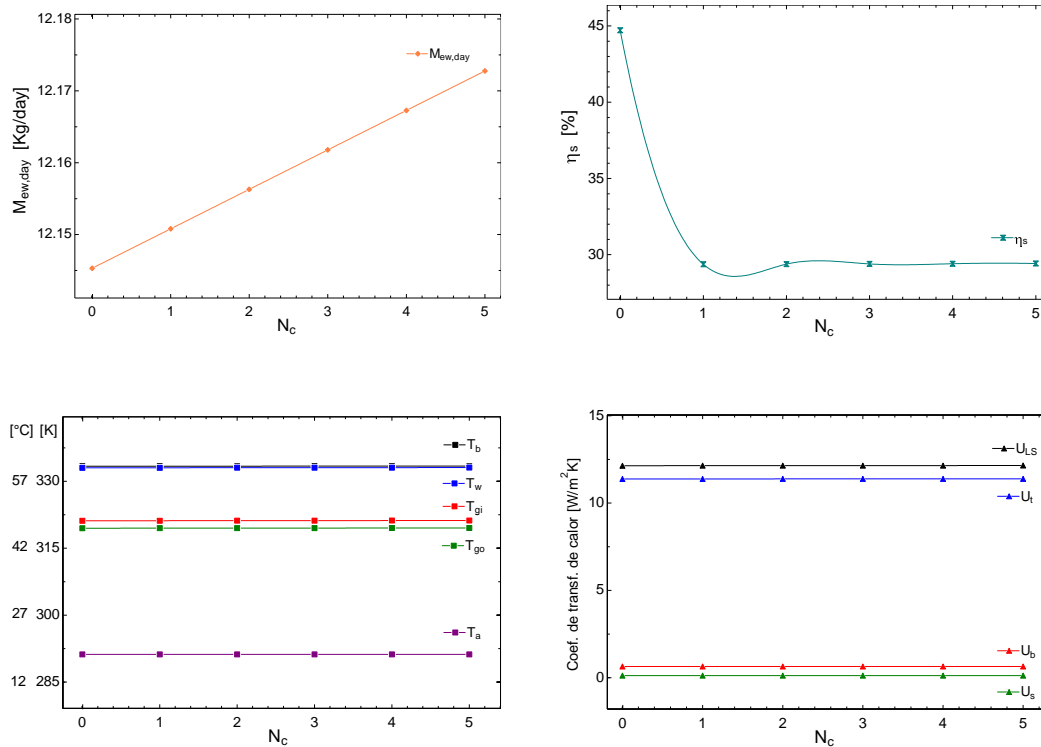 12.18
12.17
12.16
12.15
M_ew,day [Kg/day]
M_ew,day
0 1 2 3 4 5
N_c
45
40
35
30
η_s [%]
η_s
0 1 2 3 4 5
N_c
[°C] [K]
57 330
42 315
27 300
12 285
T_b
T_w
T_gi
T_go
T_a
0 1 2 3 4 5
N_c
15
10
5
0
Coef. de transf. de calor [W/m²K]
U_LS
U_t
U_b
U_s
0 1 2 3 4 5
N_c